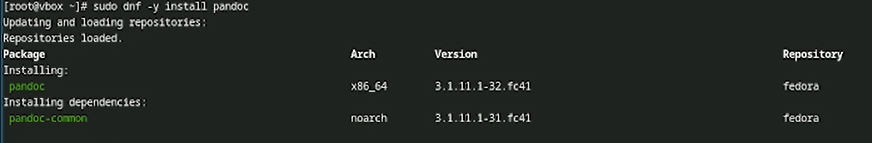 [root@vbox ~]# sudo dnf -y install pandoc
Updating and loading repositories:
Repositories loaded.
Package Arch Version Repository
Installing:
pandoc x86_64 3.1.11.1-32.fc41 fedora
Installing dependencies:
pandoc-common noarch 3.1.11.1-31.fc41 fedora